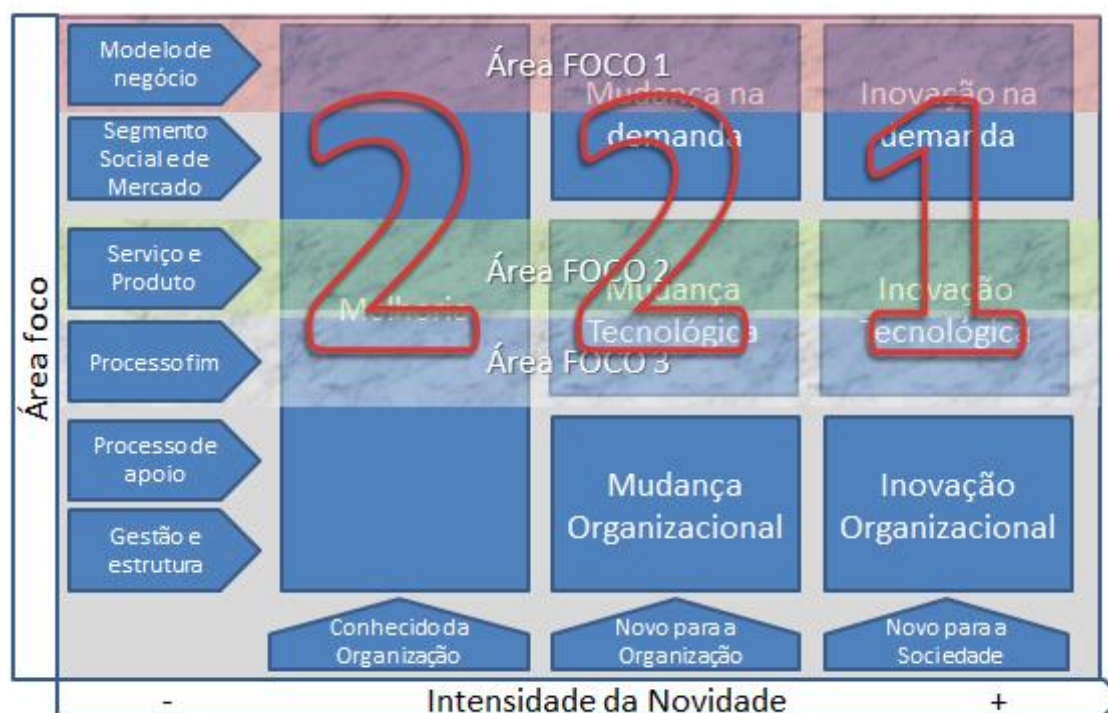 Área foco
Modelo de
negócio
Área FOCO 1
Mudança na
demanda
Inovação na
demanda
Segmento
Social e de
Mercado
2
2
1
Serviço e
Produto
Área FOCO 2
Melhoria
Mudança
Tecnológica
Inovação
Tecnológica
Processo fim
Área FOCO 3
Processo de
apoio
Mudança
Organizacional
Inovação
Organizacional
Gestão e
estrutura
Conhecido da
Organização
Novo para a
Organização
Novo para a
Sociedade
-
Intensidade da Novidade
+